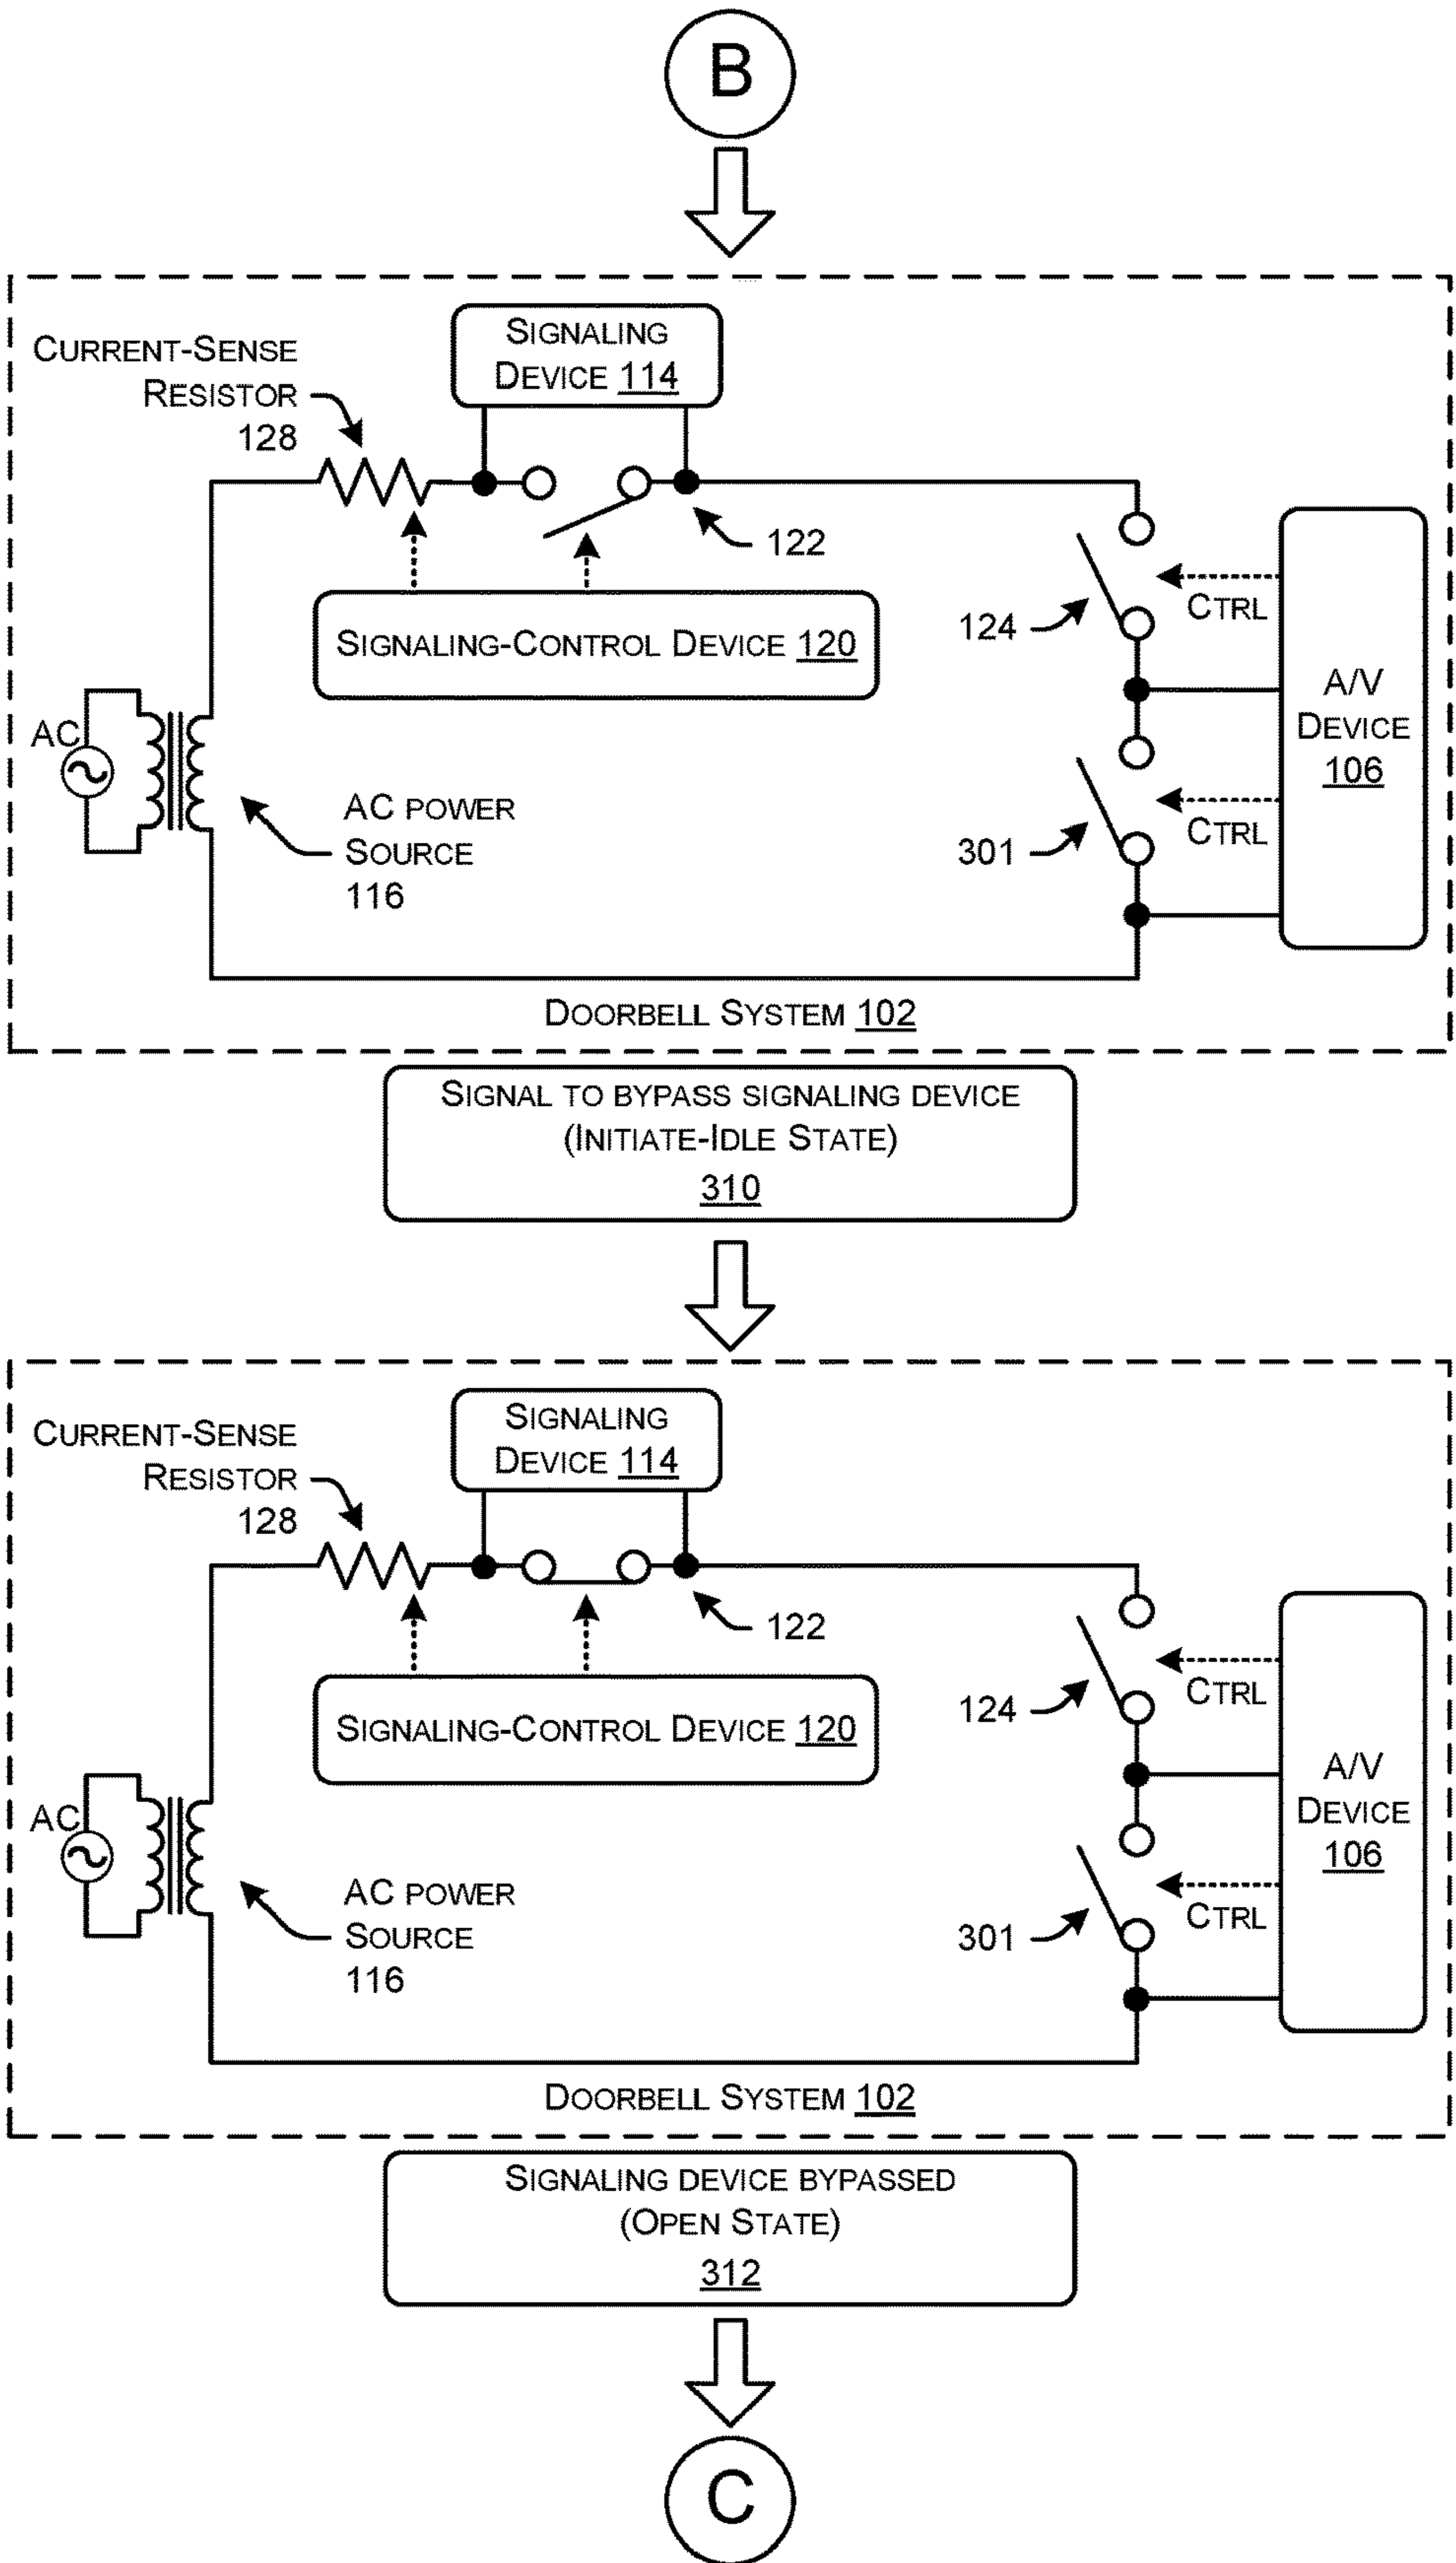 B
SIGNALING
DEVICE 114
CURRENT-SENSE
RESISTOR
128
122
SIGNALING-CONTROL DEVICE 120
124
CTRL
A/V
DEVICE
106
AC
AC POWER
SOURCE
116
301
CTRL
DOORBELL SYSTEM 102
SIGNAL TO BYPASS SIGNALING DEVICE
(INITIATE-IDLE STATE)
310
SIGNALING
DEVICE 114
CURRENT-SENSE
RESISTOR
128
122
SIGNALING-CONTROL DEVICE 120
124
CTRL
A/V
DEVICE
106
AC
AC POWER
SOURCE
116
301
CTRL
DOORBELL SYSTEM 102
SIGNALING DEVICE BYPASSED
(OPEN STATE)
312
C